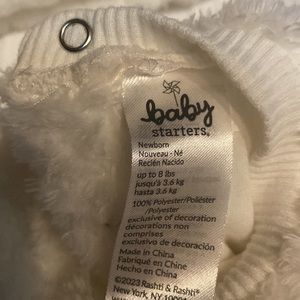 baby
starters®
Newborn
Nouveau - Né
Recién Nacido
up to 8 lbs
jusqu'à 3.6 kg
hasta 3.6 kg
100% Polyester/Poliéster
/Polyester
exclusive of decoration
décorations non
comprises
exclusivo de decoración
Made in China
Fabriqué en Chine
Hecho en China
©2023 Rashti & Rashti®
New York, NY